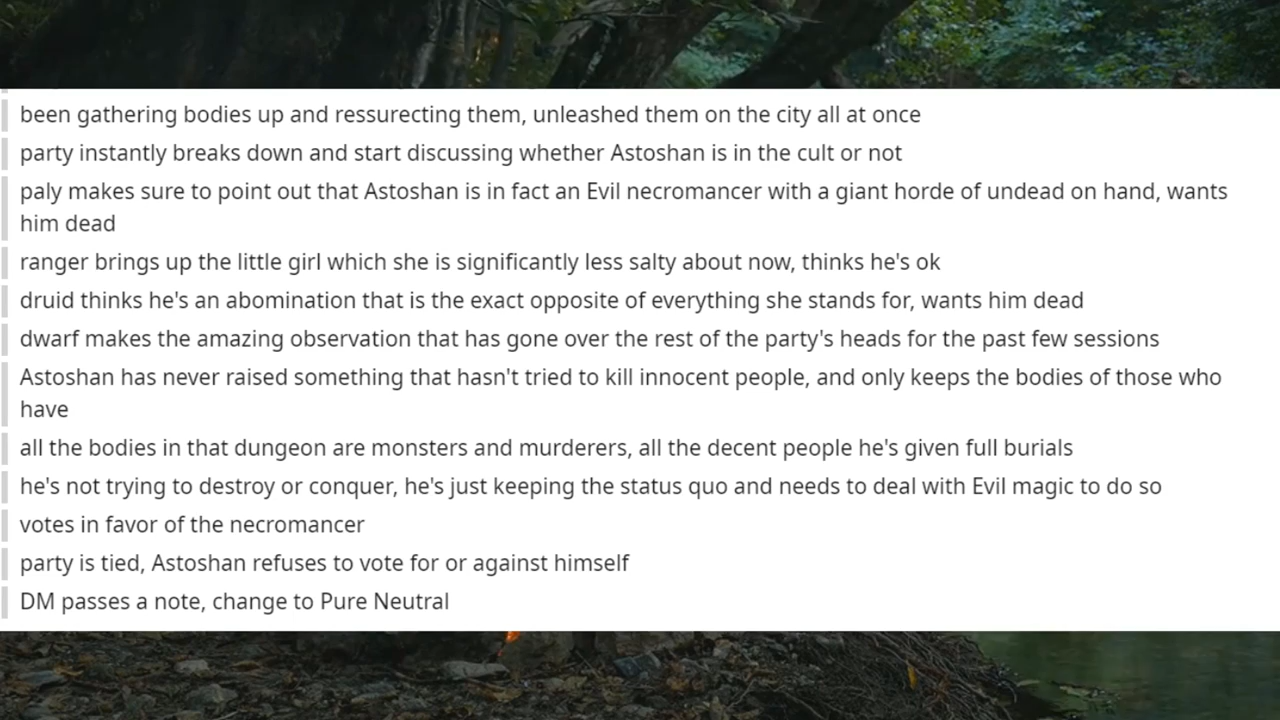 been gathering bodies up and ressurecting them, unleashed them on the city all at once
party instantly breaks down and start discussing whether Astoshan is in the cult or not
paly makes sure to point out that Astoshan is in fact an Evil necromancer with a giant horde of undead on hand, wants
him dead
ranger brings up the little girl which she is significantly less salty about now, thinks he's ok
druid thinks he's an abomination that is the exact opposite of everything she stands for, wants him dead
dwarf makes the amazing observation that has gone over the rest of the party's heads for the past few sessions
Astoshan has never raised something that hasn't tried to kill innocent people, and only keeps the bodies of those who
have
all the bodies in that dungeon are monsters and murderers, all the decent people he's given full burials
he's not trying to destroy or conquer, he's just keeping the status quo and needs to deal with Evil magic to do so
votes in favor of the necromancer
party is tied, Astoshan refuses to vote for or against himself
DM passes a note, change to Pure Neutral